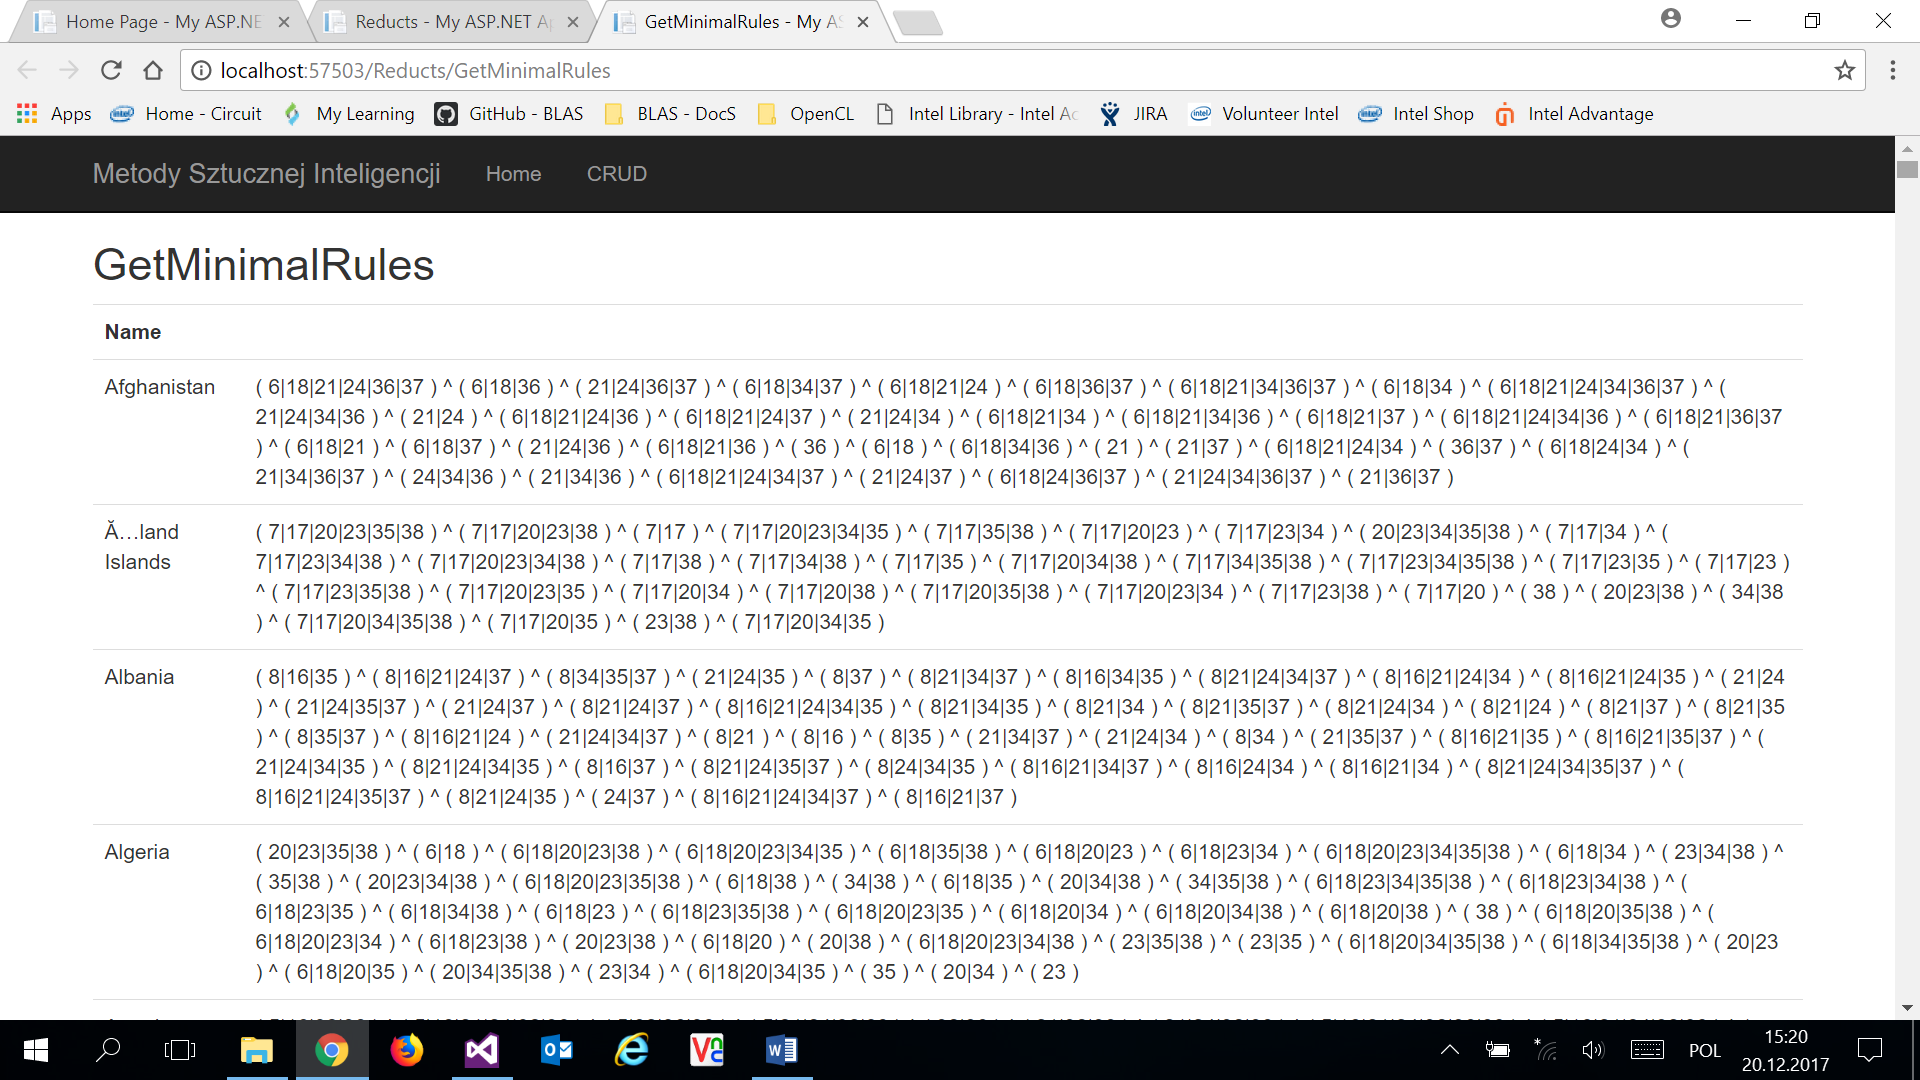 Home Page - My ASP.NE
Reducts - My ASP.NET Ap
GetMinimalRules - My AS
localhost:57503/Reducts/GetMinimalRules
Apps
Home - Circuit
My Learning
GitHub - BLAS
BLAS - DocS
OpenCL
Intel Library - Intel Ac
JIRA
Volunteer Intel
Intel Shop
Intel Advantage
Metody Sztucznej Inteligencji
Home
CRUD
GetMinimalRules
Name
Afghanistan
( 6|18|21|24|36|37 ) ^ ( 6|18|36 ) ^ ( 21|24|36|37 ) ^ ( 6|18|34|37 ) ^ ( 6|18|21|24 ) ^ ( 6|18|36|37 ) ^ ( 6|18|21|34|36|37 ) ^ ( 6|18|34 ) ^ ( 6|18|21|24|34|36|37 ) ^ (
21|24|34|36 ) ^ ( 21|24 ) ^ ( 6|18|21|24|36 ) ^ ( 6|18|21|24|37 ) ^ ( 21|24|34 ) ^ ( 6|18|21|34 ) ^ ( 6|18|21|34|36 ) ^ ( 6|18|21|37 ) ^ ( 6|18|21|24|34|36 ) ^ ( 6|18|21|36|37
) ^ ( 6|18|21 ) ^ ( 6|18|37 ) ^ ( 21|24|36 ) ^ ( 6|18|21|36 ) ^ ( 36 ) ^ ( 6|18 ) ^ ( 6|18|34|36 ) ^ ( 21 ) ^ ( 21|37 ) ^ ( 6|18|21|24|34 ) ^ ( 36|37 ) ^ ( 6|18|24|34 ) ^ (
21|34|36|37 ) ^ ( 24|34|36 ) ^ ( 21|34|36 ) ^ ( 6|18|21|24|34|37 ) ^ ( 21|24|37 ) ^ ( 6|18|24|36|37 ) ^ ( 21|24|34|36|37 ) ^ ( 21|36|37 )
Ă…land
Islands
( 7|17|20|23|35|38 ) ^ ( 7|17|20|23|38 ) ^ ( 7|17 ) ^ ( 7|17|20|23|34|35 ) ^ ( 7|17|35|38 ) ^ ( 7|17|20|23 ) ^ ( 7|17|23|34 ) ^ ( 20|23|34|35|38 ) ^ ( 7|17|34 ) ^ (
7|17|23|34|38 ) ^ ( 7|17|20|23|34|38 ) ^ ( 7|17|38 ) ^ ( 7|17|34|38 ) ^ ( 7|17|35 ) ^ ( 7|17|20|34|38 ) ^ ( 7|17|34|35|38 ) ^ ( 7|17|23|34|35|38 ) ^ ( 7|17|23|35 ) ^ ( 7|17|23 )
^ ( 7|17|23|35|38 ) ^ ( 7|17|20|23|35 ) ^ ( 7|17|20|34 ) ^ ( 7|17|20|38 ) ^ ( 7|17|20|35|38 ) ^ ( 7|17|20|23|34 ) ^ ( 7|17|23|38 ) ^ ( 7|17|20 ) ^ ( 38 ) ^ ( 20|23|38 ) ^ ( 34|38
) ^ ( 7|17|20|34|35|38 ) ^ ( 7|17|20|35 ) ^ ( 23|38 ) ^ ( 7|17|20|34|35 )
Albania
( 8|16|35 ) ^ ( 8|16|21|24|37 ) ^ ( 8|34|35|37 ) ^ ( 21|24|35 ) ^ ( 8|37 ) ^ ( 8|21|34|37 ) ^ ( 8|16|34|35 ) ^ ( 8|21|24|34|37 ) ^ ( 8|16|21|24|34 ) ^ ( 8|16|21|24|35 ) ^ ( 21|24
) ^ ( 21|24|35|37 ) ^ ( 21|24|37 ) ^ ( 8|21|24|37 ) ^ ( 8|16|21|24|34|35 ) ^ ( 8|21|34|35 ) ^ ( 8|21|34 ) ^ ( 8|21|35|37 ) ^ ( 8|21|24|34 ) ^ ( 8|21|24 ) ^ ( 8|21|37 ) ^ ( 8|21|35
) ^ ( 8|35|37 ) ^ ( 8|16|21|24 ) ^ ( 21|24|34|37 ) ^ ( 8|21 ) ^ ( 8|16 ) ^ ( 8|35 ) ^ ( 21|34|37 ) ^ ( 21|24|34 ) ^ ( 8|34 ) ^ ( 21|35|37 ) ^ ( 8|16|21|35 ) ^ ( 8|16|21|35|37 ) ^ (
21|24|34|35 ) ^ ( 8|21|24|34|35 ) ^ ( 8|16|37 ) ^ ( 8|21|24|35|37 ) ^ ( 8|24|34|35 ) ^ ( 8|16|21|34|37 ) ^ ( 8|16|24|34 ) ^ ( 8|16|21|34 ) ^ ( 8|21|24|34|35|37 ) ^ (
8|16|21|24|35|37 ) ^ ( 8|21|24|35 ) ^ ( 24|37 ) ^ ( 8|16|21|24|34|37 ) ^ ( 8|16|21|37 )
Algeria
( 20|23|35|38 ) ^ ( 6|18 ) ^ ( 6|18|20|23|38 ) ^ ( 6|18|20|23|34|35 ) ^ ( 6|18|35|38 ) ^ ( 6|18|20|23 ) ^ ( 6|18|23|34 ) ^ ( 6|18|20|23|34|35|38 ) ^ ( 6|18|34 ) ^ ( 23|34|38 ) ^
( 35|38 ) ^ ( 20|23|34|38 ) ^ ( 6|18|20|23|35|38 ) ^ ( 6|18|38 ) ^ ( 34|38 ) ^ ( 6|18|35 ) ^ ( 20|34|38 ) ^ ( 34|35|38 ) ^ ( 6|18|23|34|35|38 ) ^ ( 6|18|23|34|38 ) ^ (
6|18|23|35 ) ^ ( 6|18|34|38 ) ^ ( 6|18|23 ) ^ ( 6|18|23|35|38 ) ^ ( 6|18|20|23|35 ) ^ ( 6|18|20|34 ) ^ ( 6|18|20|34|38 ) ^ ( 6|18|20|38 ) ^ ( 38 ) ^ ( 6|18|20|35|38 ) ^ (
6|18|20|23|34 ) ^ ( 6|18|23|38 ) ^ ( 20|23|38 ) ^ ( 6|18|20 ) ^ ( 20|38 ) ^ ( 6|18|20|23|34|38 ) ^ ( 23|35|38 ) ^ ( 23|35 ) ^ ( 6|18|20|34|35|38 ) ^ ( 6|18|34|35|38 ) ^ ( 20|23
) ^ ( 6|18|20|35 ) ^ ( 20|34|35|38 ) ^ ( 23|34 ) ^ ( 6|18|20|34|35 ) ^ ( 35 ) ^ ( 20|34 ) ^ ( 23 )
POL
15:20
20.12.2017